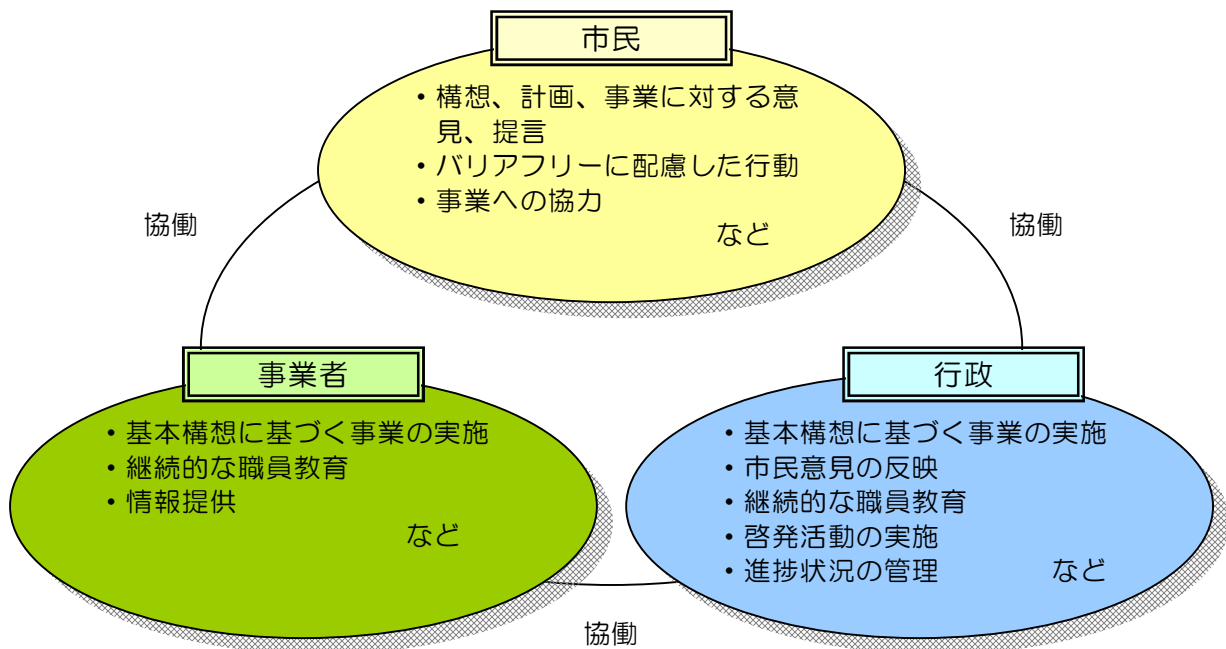 市民
・構想、計画、事業に対する意
見、提言
・バリアフリーに配慮した行動
・事業への協力
など
協働
協働
事業者
・基本構想に基づく事業の実施
・継続的な職員教育
・情報提供
など
行政
・基本構想に基づく事業の実施
・市民意見の反映
・継続的な職員教育
・啓発活動の実施
・進捗状況の管理 など
協働